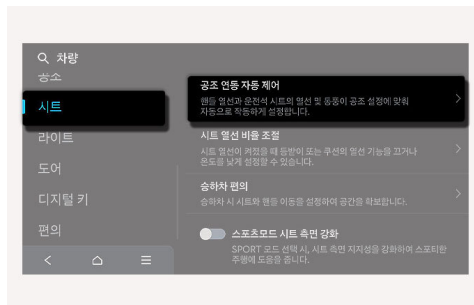 차량
공조
시트
라이트
도어
디지털 키
편의
공조 연동 자동 제어
핸들 열선과 운전석 시트의 열선 및 통풍이 공조 설정에 맞춰
자동으로 작동하게 설정합니다.
시트 열선 비율 조절
시트 열선이 켜졌을 때 등받이 또는 쿠션의 열선 기능을 끄거나
온도를 낮게 설정할 수 있습니다.
승하차 편의
승하차 시 시트와 핸들 이동을 설정하여 공간을 확보합니다.
스포츠모드 시트 측면 강화
SPORT 모드 선택 시, 시트 측면 지지성을 강화하여 스포티한
주행에 도움을 줍니다.